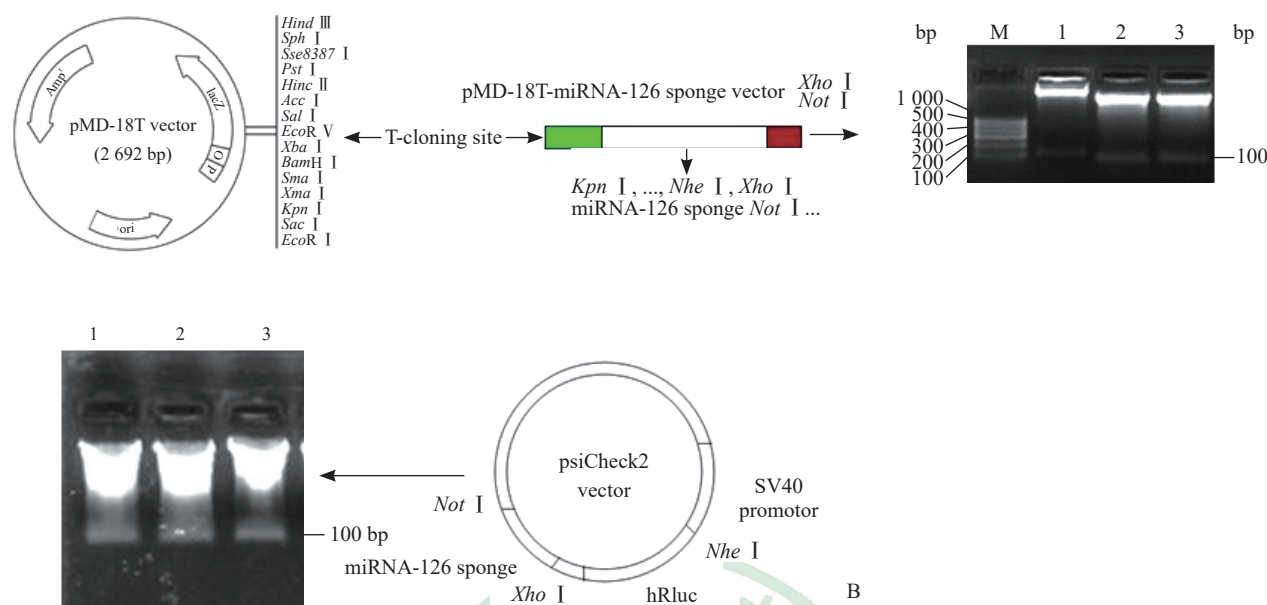 Hind Ⅲ
Sph Ⅰ
Sse8387 Ⅰ
Pst Ⅰ
Hinc Ⅱ
Acc Ⅰ
Sal Ⅰ
EcoR Ⅴ
Xba Ⅰ
BamH Ⅰ
Sma Ⅰ
Xma Ⅰ
Kpn Ⅰ
Sac Ⅰ
EcoR Ⅰ
Ampʳ
lacZ
O P
ori
pMD-18T vector
(2 692 bp)
T-cloning site
pMD-18T-miRNA-126 sponge vector
Xho Ⅰ
Not Ⅰ
Kpn Ⅰ, ..., Nhe Ⅰ, Xho Ⅰ
miRNA-126 sponge Not Ⅰ ...
bp M 1 2 3 bp
1 000
500
400
300
200
100
100
1 2 3
100 bp
psiCheck2
vector
SV40
promotor
Not Ⅰ
Nhe Ⅰ
miRNA-126 sponge
Xho Ⅰ
hRluc
B